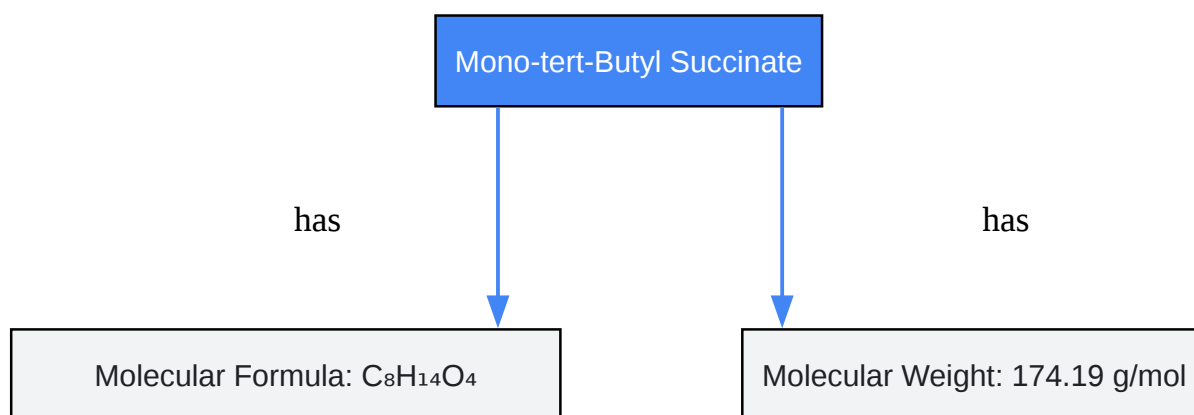 Mono-tert-Butyl Succinate
has
has
Molecular Formula: C₈H₁₄O₄
Molecular Weight: 174.19 g/mol